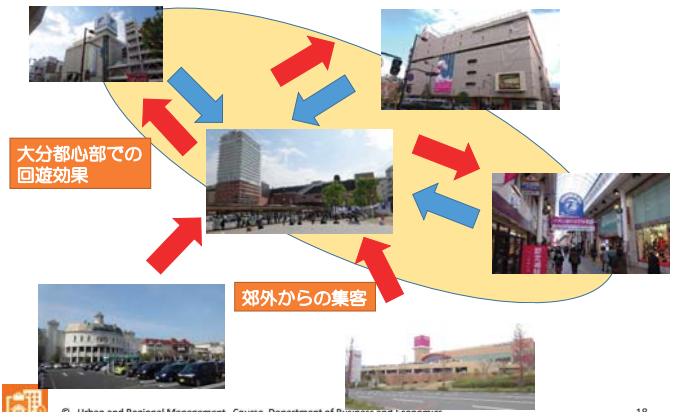 大分都心部での
回遊効果
郊外からの集客
© Urban and Regional Management Course, Department of Business and Economics
18